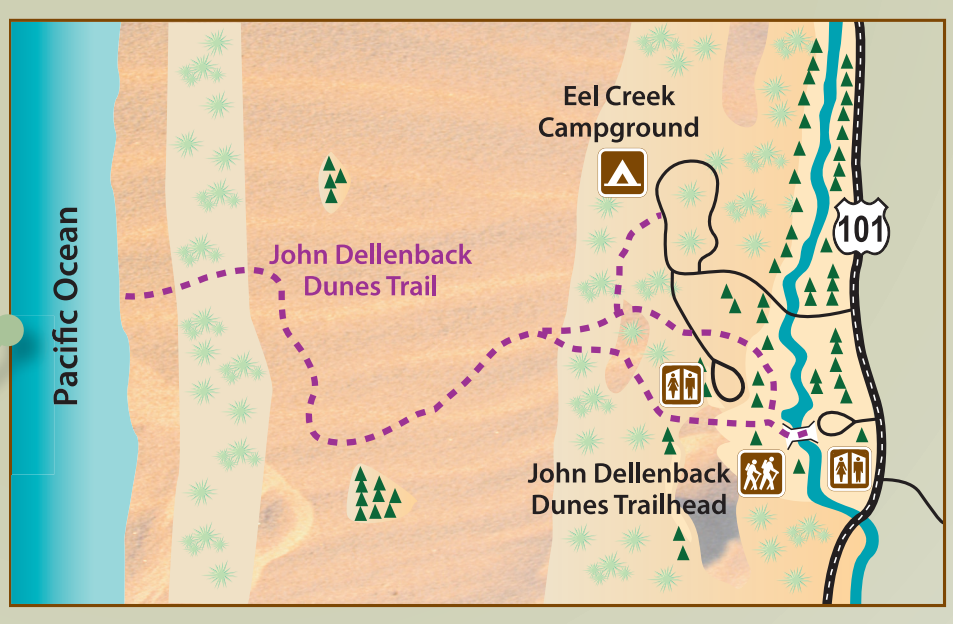 Eel Creek
Campground
101
Pacific Ocean
John Dellenback
Dunes Trail
John Dellenback
Dunes Trailhead